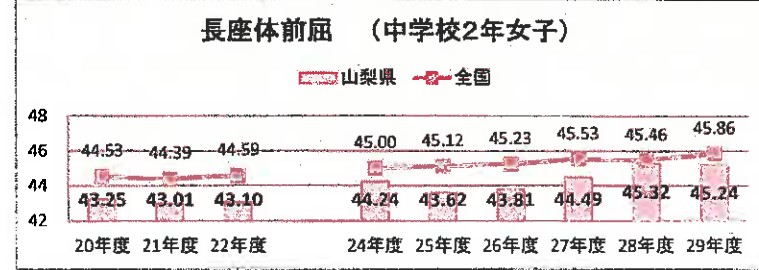 長座体前屈 （中学校2年女子）
山梨県 全国
48
46
44
42
44.53 44.39 44.59 45.00 45.12 45.23 45.53 45.46 45.86
43.25 43.01 43.10 44.24 43.62 43.81 44.49 45.32 45.24
20年度 21年度 22年度 24年度 25年度 26年度 27年度 28年度 29年度